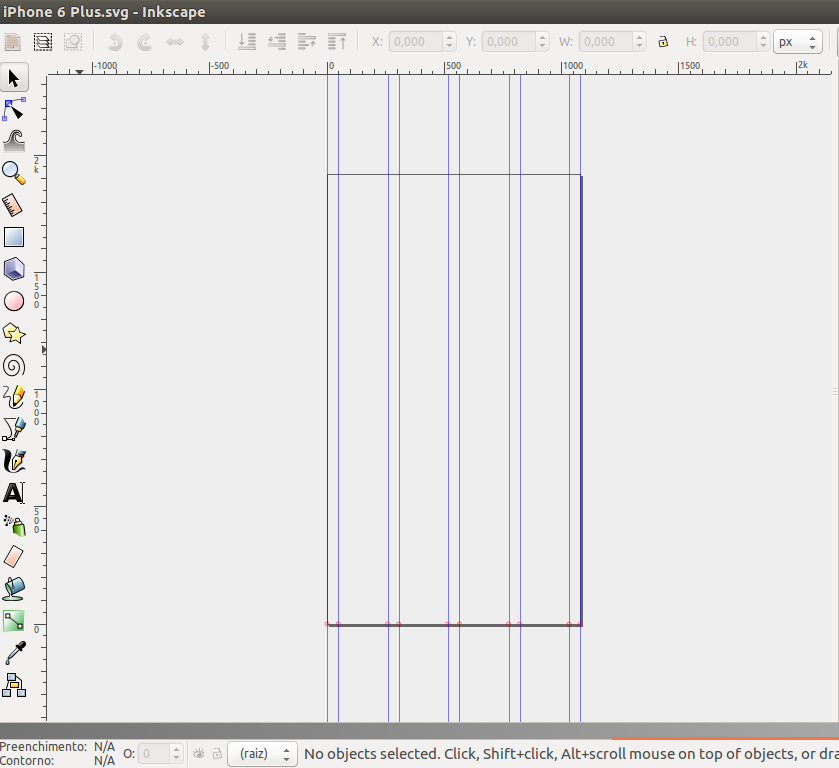 iPhone 6 Plus.svg - Inkscape
X: 0,000 Y: 0,000 W: 0,000 H: 0,000 px
-1000 -500 0 500 1000 1500 2k
2k
1500
1000
500
0
A
Preenchimento: N/A O: 0 (raiz) No objects selected. Click, Shift+click, Alt+scroll mouse on top of objects, or dra
Contorno: N/A